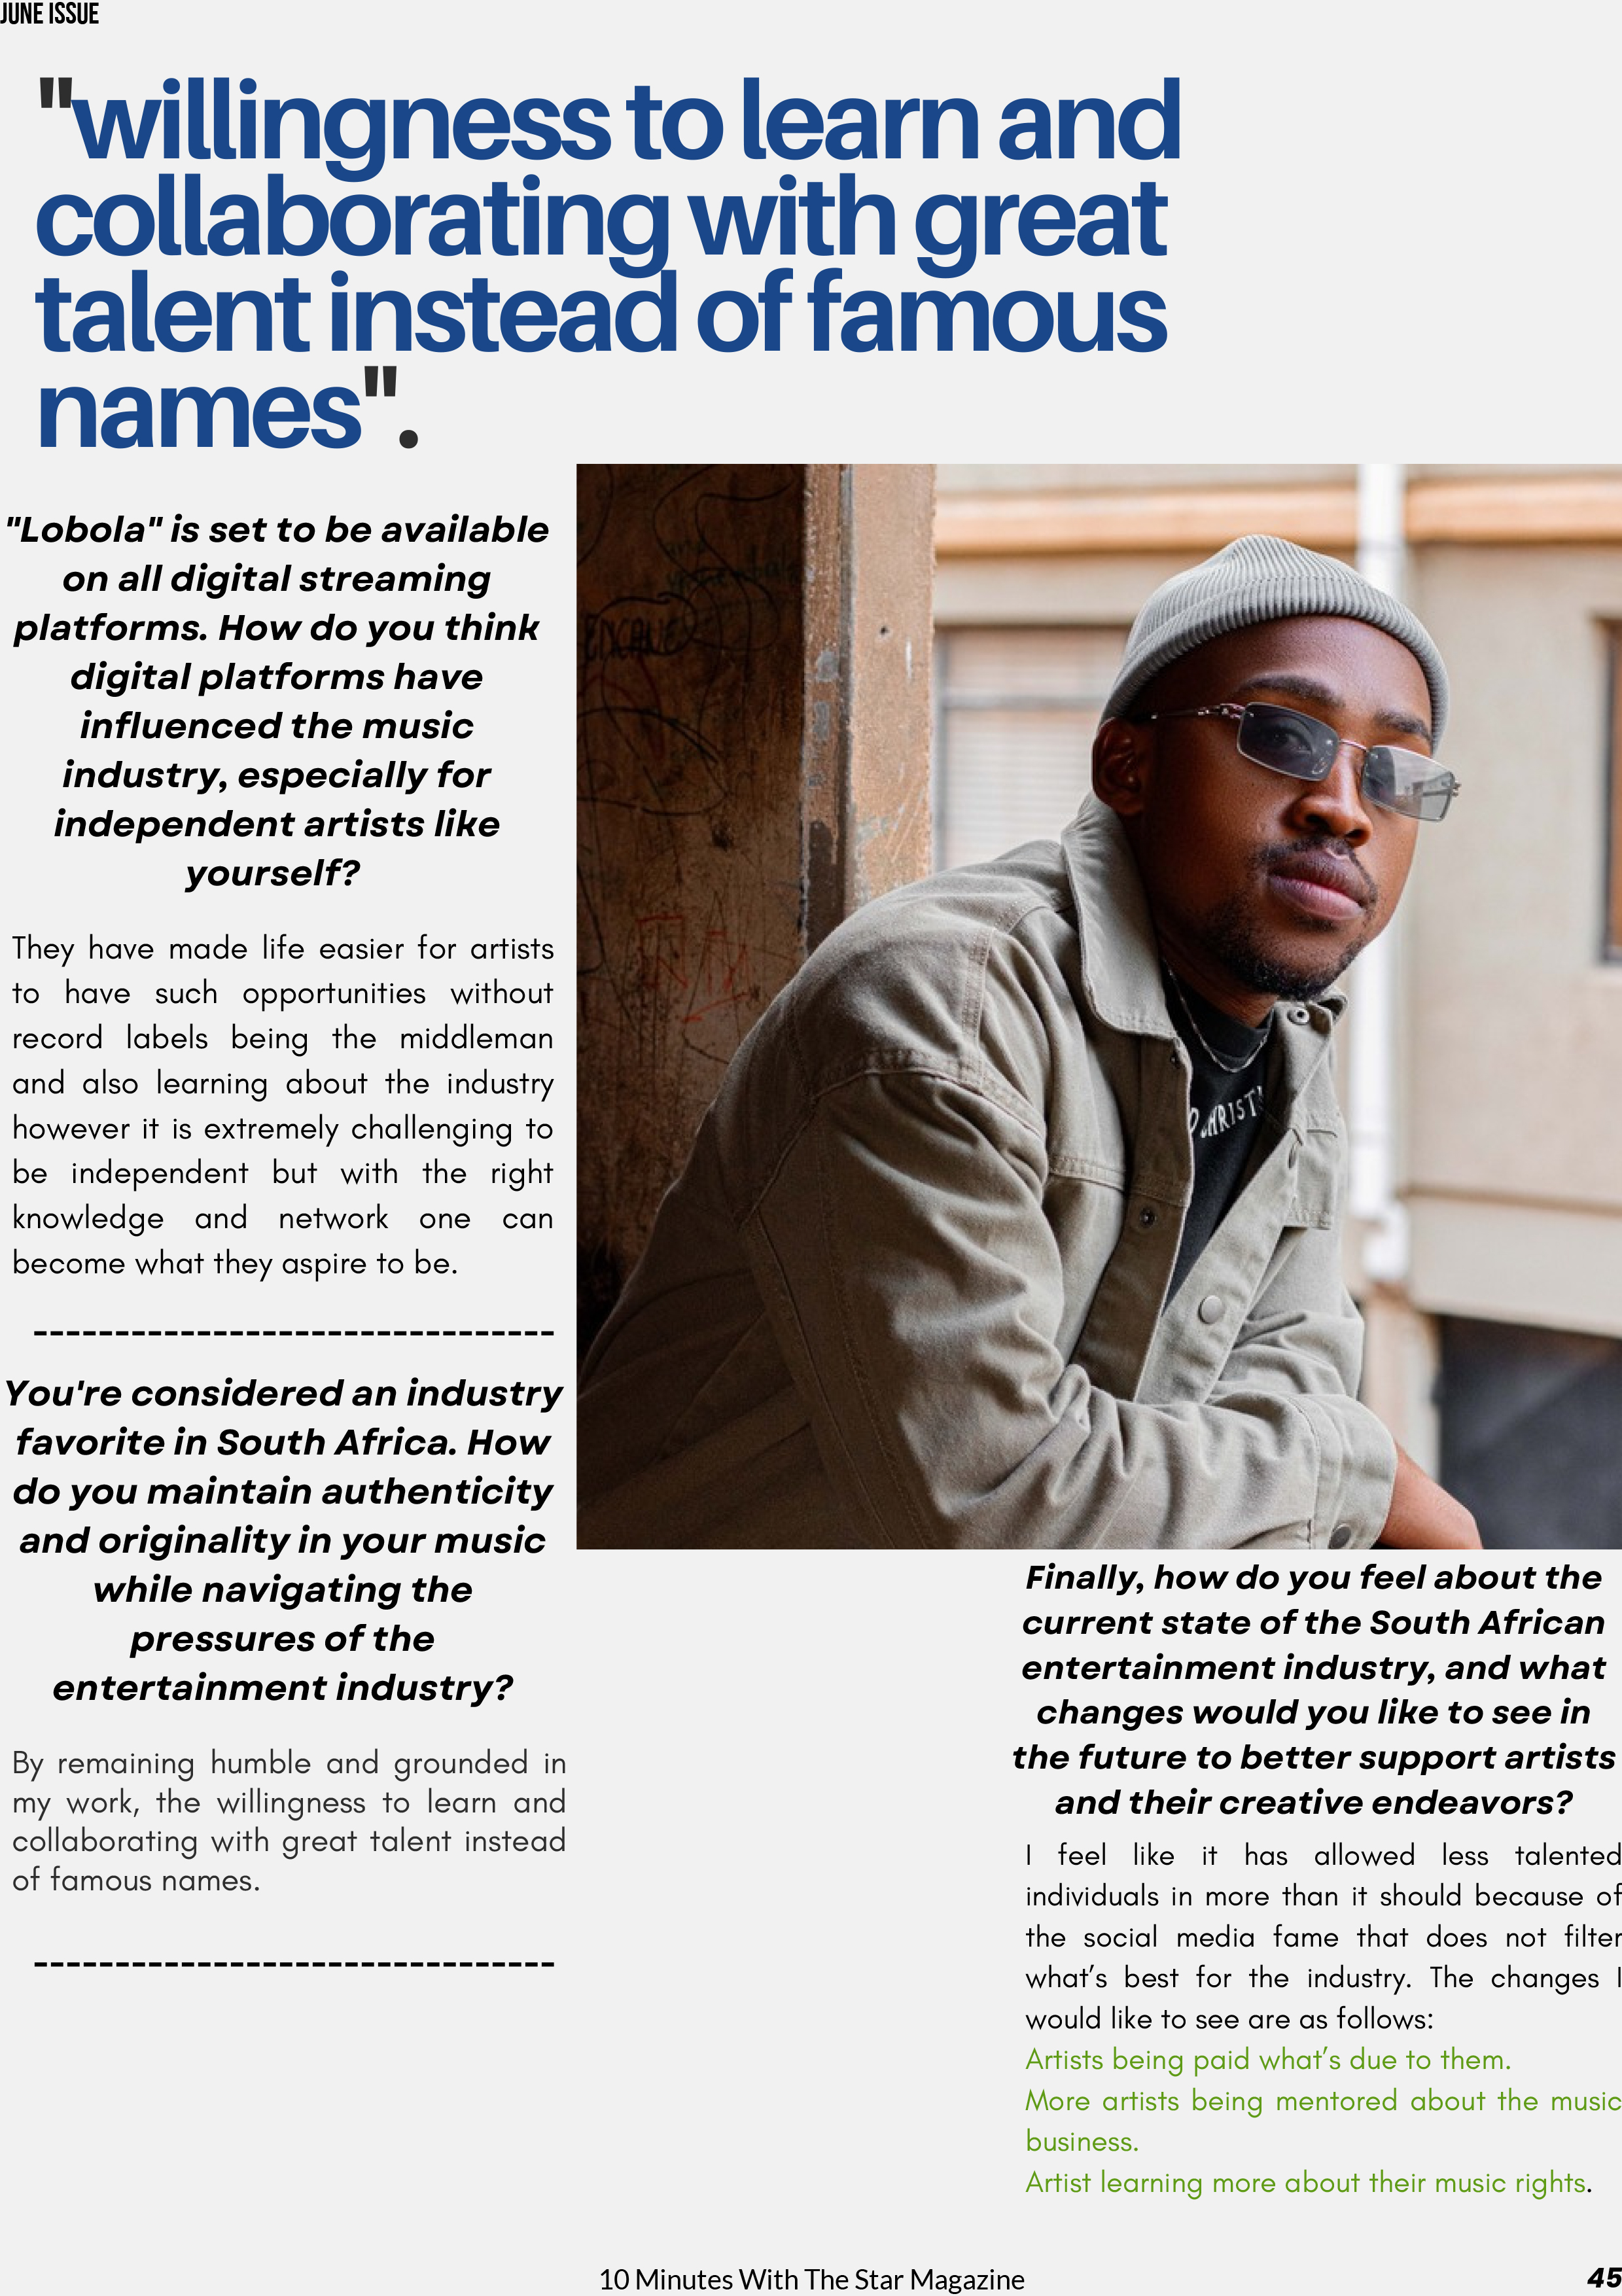 JUNE ISSUE
"willingness to learn and
collaborating with great
talent instead of famous
names".
"Lobola" is set to be available
on all digital streaming
platforms. How do you think
digital platforms have
influenced the music
industry, especially for
independent artists like
yourself?
They have made life easier for artists
to have such opportunities without
record labels being the middleman
and also learning about the industry
however it is extremely challenging to
be independent but with the right
knowledge and network one can
become what they aspire to be.
--------------------------------
You're considered an industry
favorite in South Africa. How
do you maintain authenticity
and originality in your music
while navigating the
pressures of the
entertainment industry?
By remaining humble and grounded in
my work, the willingness to learn and
collaborating with great talent instead
of famous names.
--------------------------------
Finally, how do you feel about the
current state of the South African
entertainment industry, and what
changes would you like to see in
the future to better support artists
and their creative endeavors?
I feel like it has allowed less talented
individuals in more than it should because of
the social media fame that does not filter
what's best for the industry. The changes I
would like to see are as follows:
Artists being paid what's due to them.
More artists being mentored about the music
business.
Artist learning more about their music rights.
10 Minutes With The Star Magazine
45